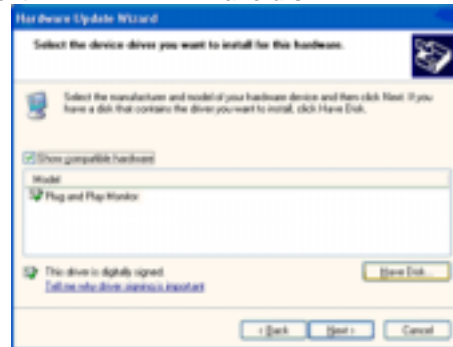 Hardware Update Wizard
Select the device driver you want to install for this hardware.
Select the manufacturer and model of your hardware device and then click Next. If you
have a disk that contains the driver you want to install, click Have Disk.
Show compatible hardware
Model
Plug and Play Monitor
This driver is digitally signed.
Tell me why driver signing is important
Have Disk...
< Back
Next >
Cancel